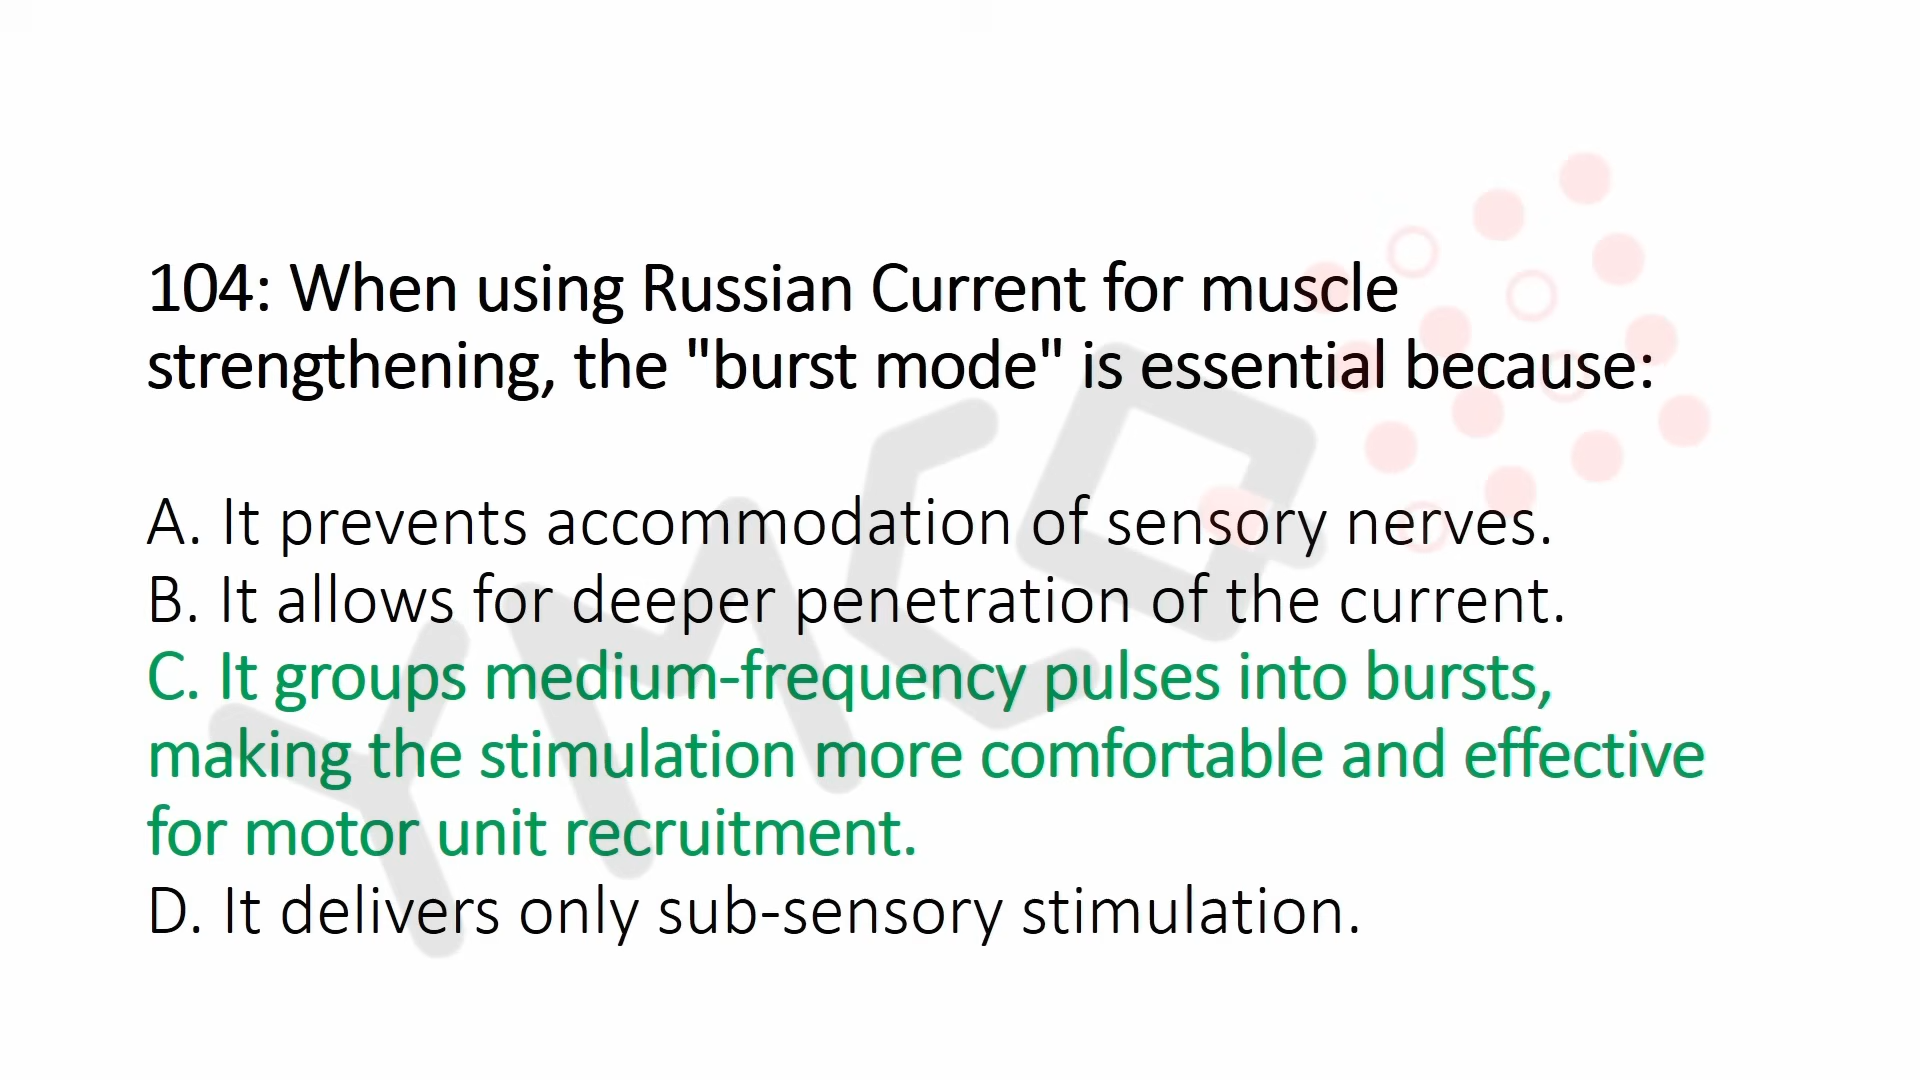 104: When using Russian Current for muscle
strengthening, the "burst mode" is essential because:
A. It prevents accommodation of sensory nerves.
B. It allows for deeper penetration of the current.
C. It groups medium-frequency pulses into bursts,
making the stimulation more comfortable and effective
for motor unit recruitment.
D. It delivers only sub-sensory stimulation.
YMCQ